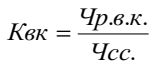 Квк = Чр.в.к. / Чсс.